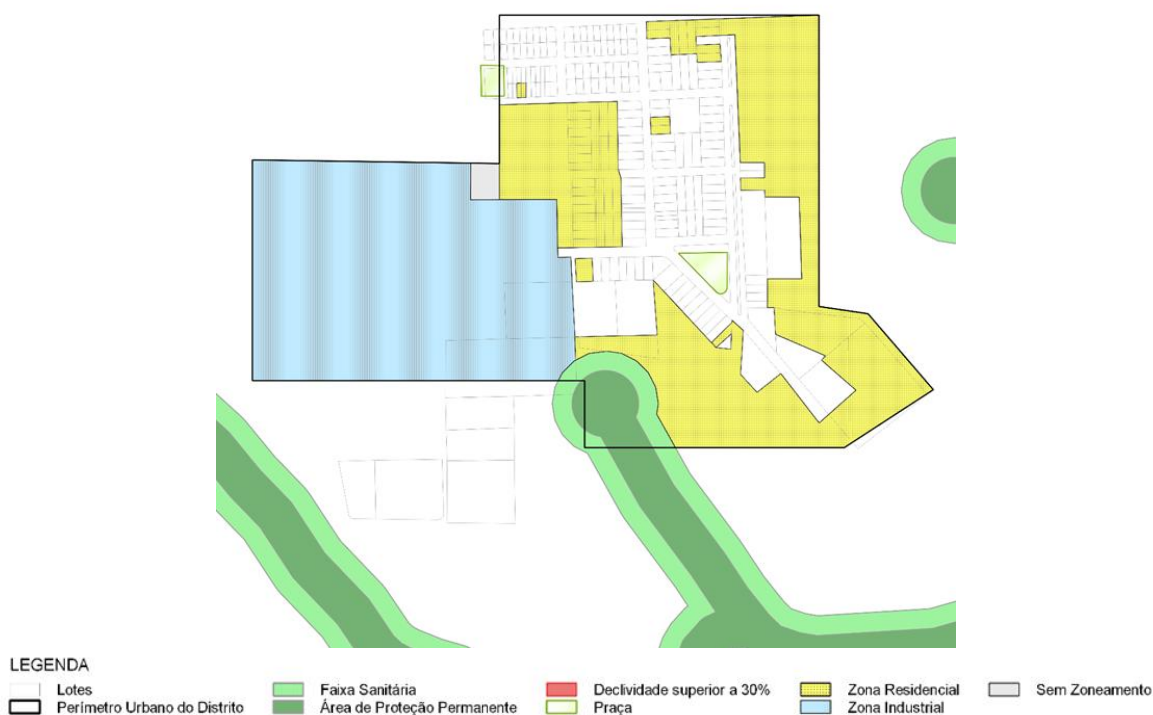 LEGENDA
Lotes Faixa Sanitária Declividade superior a 30% Zona Residencial Sem Zoneamento
Perímetro Urbano do Distrito Área de Proteção Permanente Praça Zona Industrial